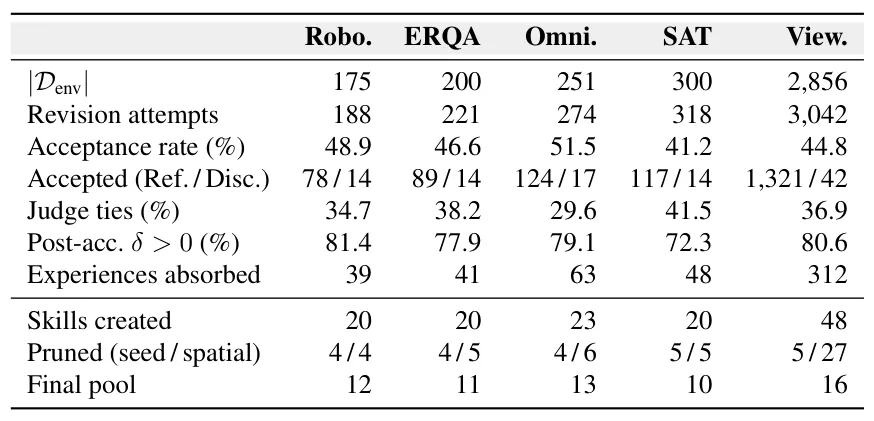 Robo. ERQA Omni. SAT View.
|𝒟env| 175 200 251 300 2,856
Revision attempts 188 221 274 318 3,042
Acceptance rate (%) 48.9 46.6 51.5 41.2 44.8
Accepted (Ref. / Disc.) 78 / 14 89 / 14 124 / 17 117 / 14 1,321 / 42
Judge ties (%) 34.7 38.2 29.6 41.5 36.9
Post-acc. δ > 0 (%) 81.4 77.9 79.1 72.3 80.6
Experiences absorbed 39 41 63 48 312
Skills created 20 20 23 20 48
Pruned (seed / spatial) 4 / 4 4 / 5 4 / 6 5 / 5 5 / 27
Final pool 12 11 13 10 16